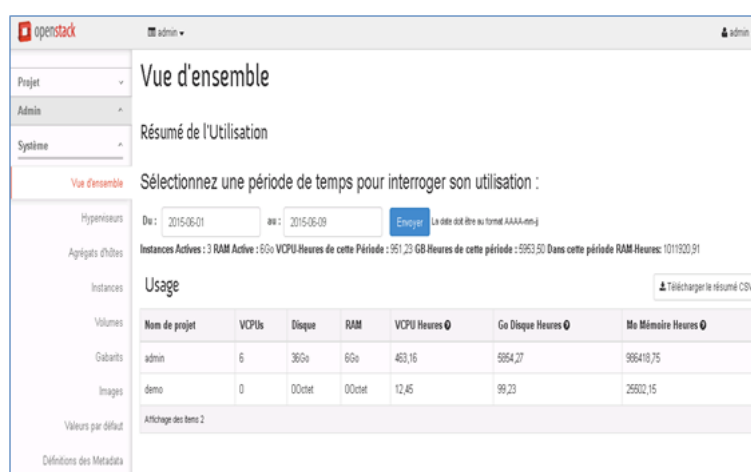 openstack
admin
admin
Projet
Admin
Système
Vue d'ensemble
Hyperviseurs
Agrégats d'hôtes
Instances
Volumes
Gabarits
Images
Valeurs par défaut
Définitions des Metadata
Vue d'ensemble
Résumé de l'Utilisation
Sélectionnez une période de temps pour interroger son utilisation :
Du : 2015-06-01 au : 2015-06-09 Envoyer La date doit être au format AAAA-mm-jj
Instances Actives : 3 RAM Active : 6Go VCPU-Heures de cette Période : 951,23 GB-Heures de cette période : 5953,50 Dans cette période RAM-Heures: 1011920,91
Usage
Télécharger le résumé CSV
Nom de projet VCPUs Disque RAM VCPU Heures Go Disque Heures Mo Mémoire Heures
admin 6 36Go 6Go 463,16 5854,27 986418,75
demo 0 0Octet 0Octet 12,45 99,23 25502,15
Affichage des items 2